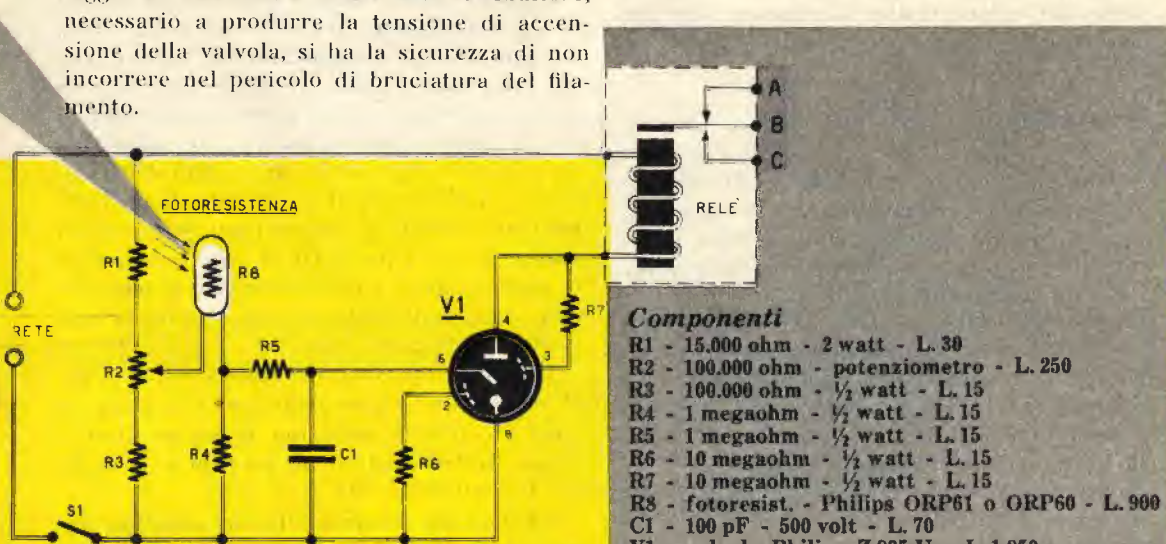 necessario a produrre la tensione di accen-
sione della valvola, si ha la sicurezza di non
incorrere nel pericolo di bruciatura del fila-
mento.
FOTORESISTENZA
R1
R8
RETE
R2
R5
R3
R4
C1
R6
S1
V1
4
6
3
2
8
R7
A
B
C
RELE`
Componenti
R1 - 15.000 ohm - 2 watt - L. 30
R2 - 100.000 ohm - potenziometro - L. 250
R3 - 100.000 ohm - ½ watt - L. 15
R4 - 1 megaohm - ½ watt - L. 15
R5 - 1 megaohm - ½ watt - L. 15
R6 - 10 megaohm - ½ watt - L. 15
R7 - 10 megaohm - ½ watt - L. 15
R8 - fotoresist. - Philips ORP61 o ORP60 - L. 900
C1 - 100 pF - 500 volt - L. 70